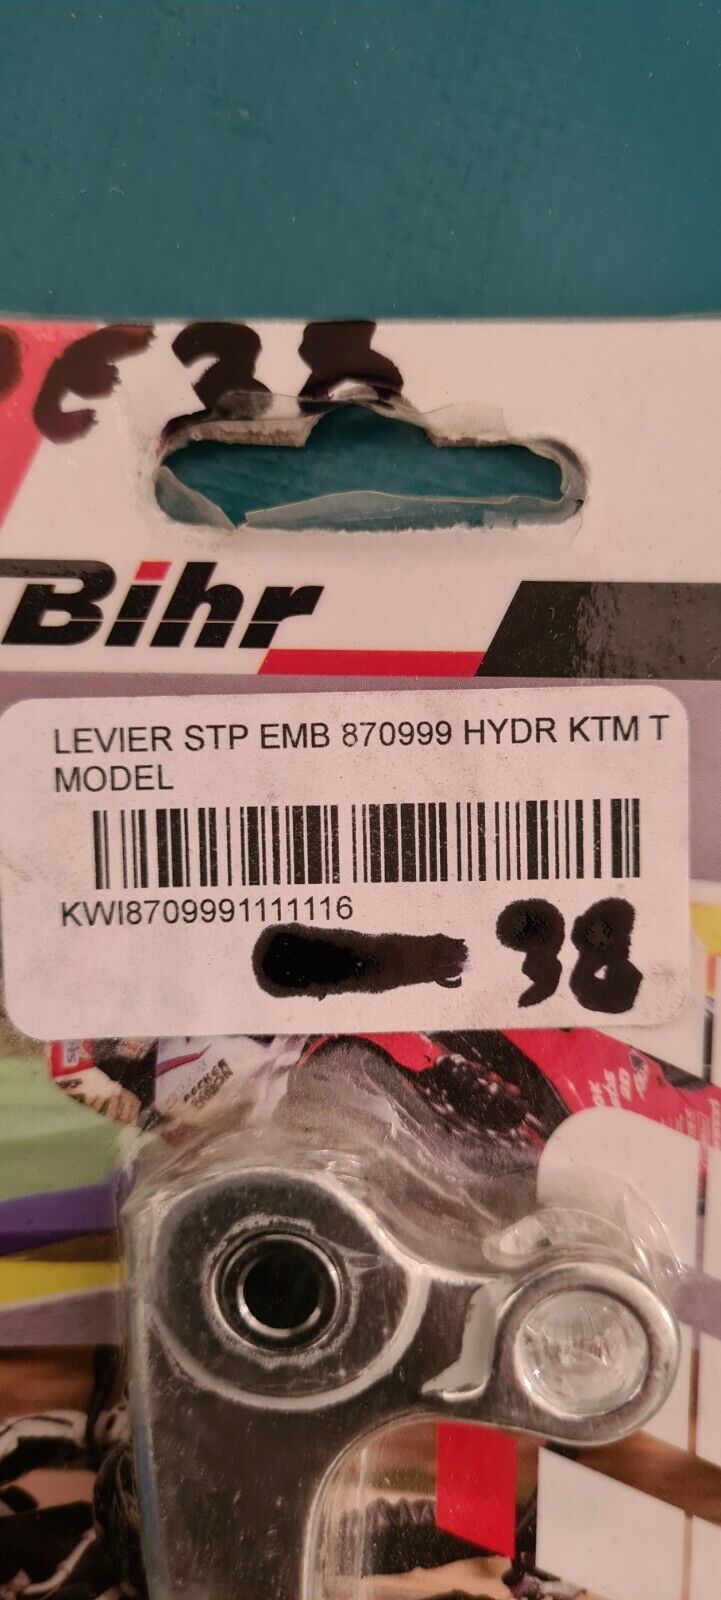 Bihr
LEVIER STP EMB 870999 HYDR KTM T
MODEL
KWI8709991111116
38